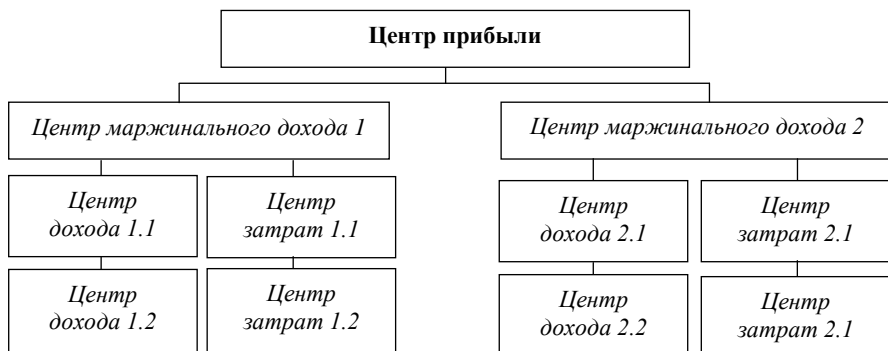 Центр прибыли
Центр маржинального дохода 1
Центр маржинального дохода 2
Центр
дохода 1.1
Центр
затрат 1.1
Центр
дохода 2.1
Центр
затрат 2.1
Центр
дохода 1.2
Центр
затрат 1.2
Центр
дохода 2.2
Центр
затрат 2.1